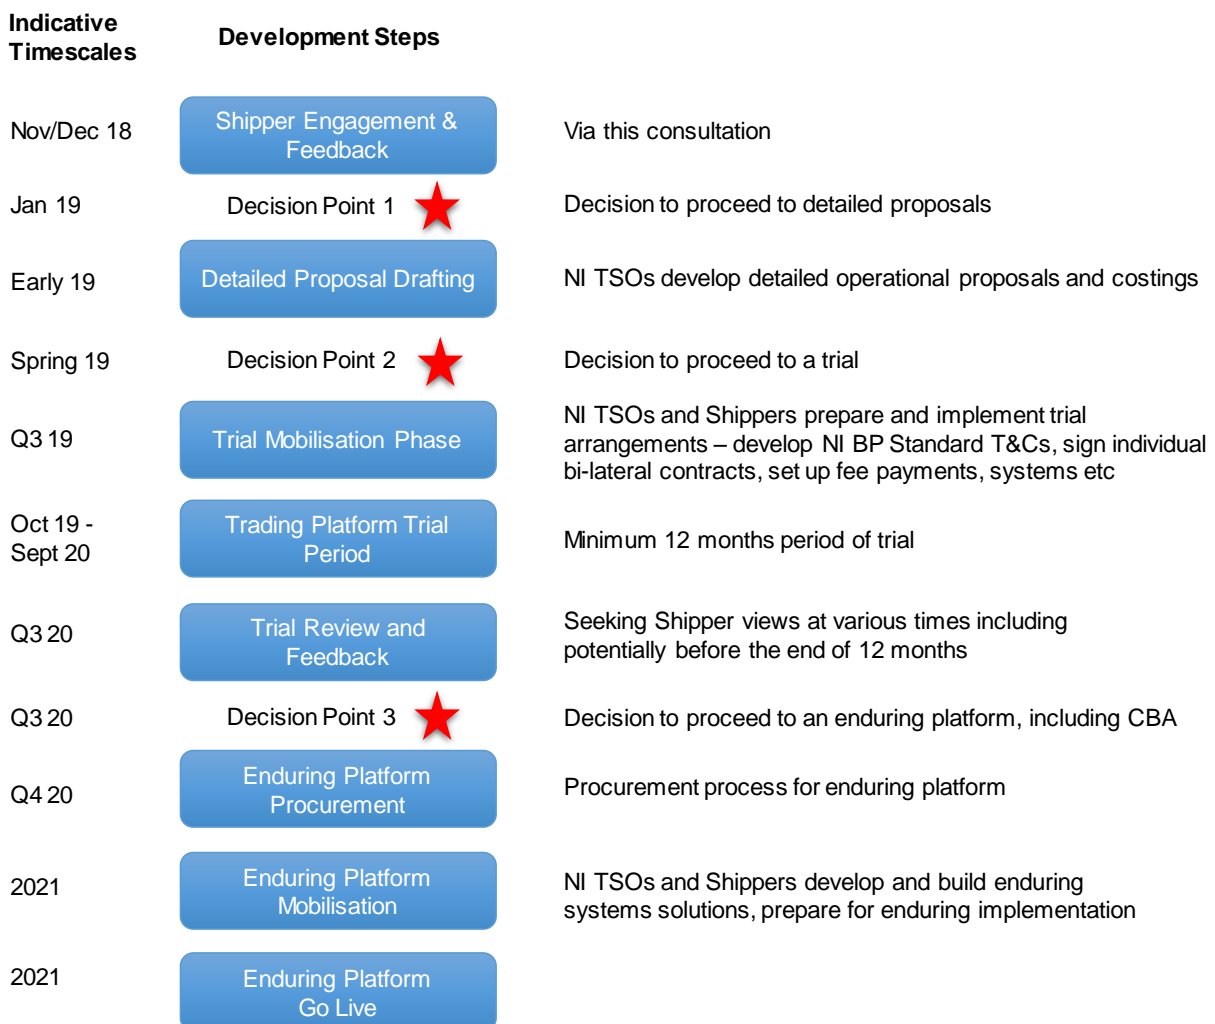 Indicative
Timescales
Development Steps
Nov/Dec 18
Shipper Engagement &
Feedback
Via this consultation
Jan 19
Decision Point 1
Decision to proceed to detailed proposals
Early 19
Detailed Proposal Drafting
NI TSOs develop detailed operational proposals and costings
Spring 19
Decision Point 2
Decision to proceed to a trial
Q3 19
Trial Mobilisation Phase
NI TSOs and Shippers prepare and implement trial
arrangements – develop NI BP Standard T&Cs, sign individual
bi-lateral contracts, set up fee payments, systems etc
Oct 19 -
Sept 20
Trading Platform Trial
Period
Minimum 12 months period of trial
Q3 20
Trial Review and
Feedback
Seeking Shipper views at various times including
potentially before the end of 12 months
Q3 20
Decision Point 3
Decision to proceed to an enduring platform, including CBA
Q4 20
Enduring Platform
Procurement
Procurement process for enduring platform
2021
Enduring Platform
Mobilisation
NI TSOs and Shippers develop and build enduring
systems solutions, prepare for enduring implementation
2021
Enduring Platform
Go Live